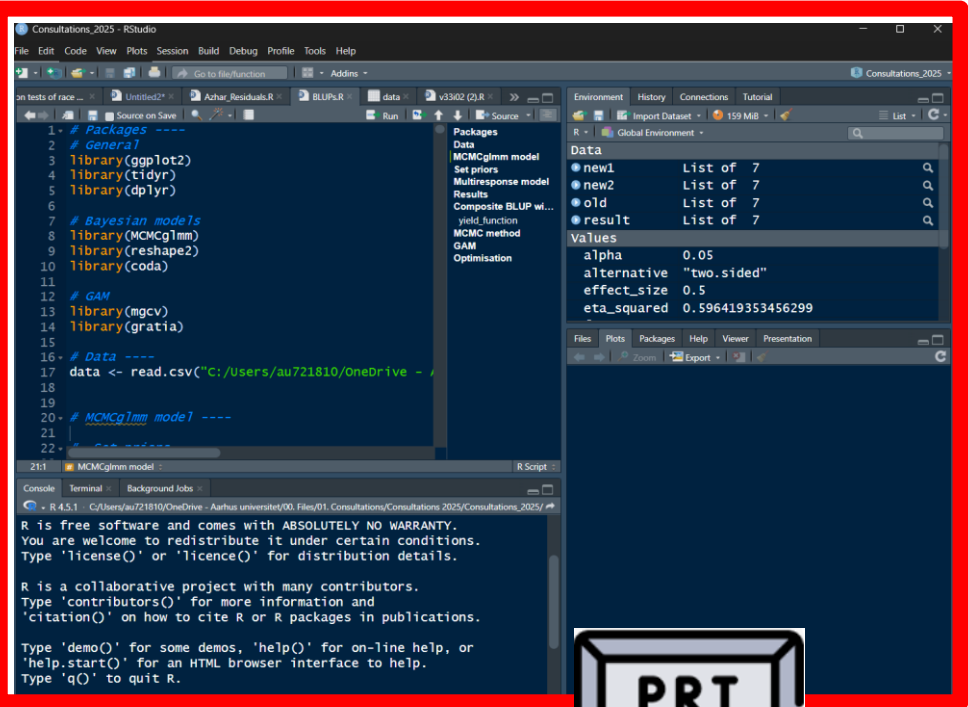 Consultations_2025 - RStudio
File Edit Code View Plots Session Build Debug Profile Tools Help
Go to file/function Addins Consultations_2025
on tests of race ... Untitled2* Azhar_Residuals.R BLUPs.R data v33i02 (2).R
Source on Save Run Source
1 # Packages ----
2 # General
3 library(ggplot2)
4 library(tidyr)
5 library(dplyr)
6
7 # Bayesian models
8 library(MCMCglmm)
9 library(reshape2)
10 library(coda)
11
12 # GAM
13 library(mgcv)
14 library(gratia)
15
16 # Data ----
17 data <- read.csv("C:/Users/au721810/OneDrive -
18
19
20 # MCMCglmm model ----
21
22
Packages
Data
MCMCglmm model
Set priors
Multiresponse model
Results
Composite BLUP wi...
yield_function
MCMC method
GAM
Optimisation
21:1 MCMCglmm model R Script
Console Terminal Background Jobs
R 4.5.1 · C:/Users/au721810/OneDrive - Aarhus universitet/00. Files/01. Consultations/Consultations 2025/Consultations_2025/
R is free software and comes with ABSOLUTELY NO WARRANTY.
You are welcome to redistribute it under certain conditions.
Type 'license()' or 'licence()' for distribution details.
R is a collaborative project with many contributors.
Type 'contributors()' for more information and
'citation()' on how to cite R or R packages in publications.
Type 'demo()' for some demos, 'help()' for on-line help, or
'help.start()' for an HTML browser interface to help.
Type 'q()' to quit R.
Environment History Connections Tutorial
Import Dataset 159 MiB List
R Global Environment
Data
new1 List of 7
new2 List of 7
old List of 7
result List of 7
Values
alpha 0.05
alternative "two.sided"
effect_size 0.5
eta_squared 0.596419353456299
Files Plots Packages Help Viewer Presentation
Zoom Export
PRT